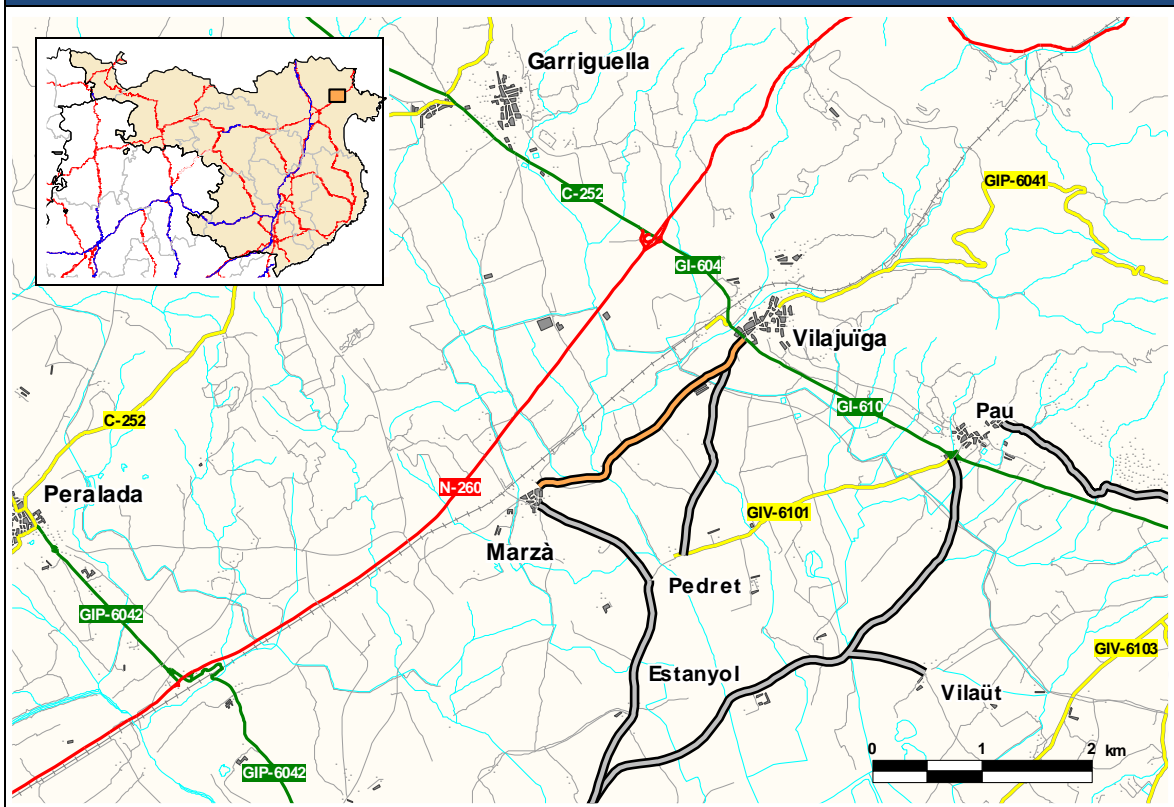 Garriguella
GIP-6041
C-252
GI-604
Vilajuïga
GI-610
Pau
C-252
N-260
Peralada
GIV-6101
Marzà
Pedret
GIP-6042
GIV-6103
Estanyol
Vilaüt
0 1 2 km
GIP-6042